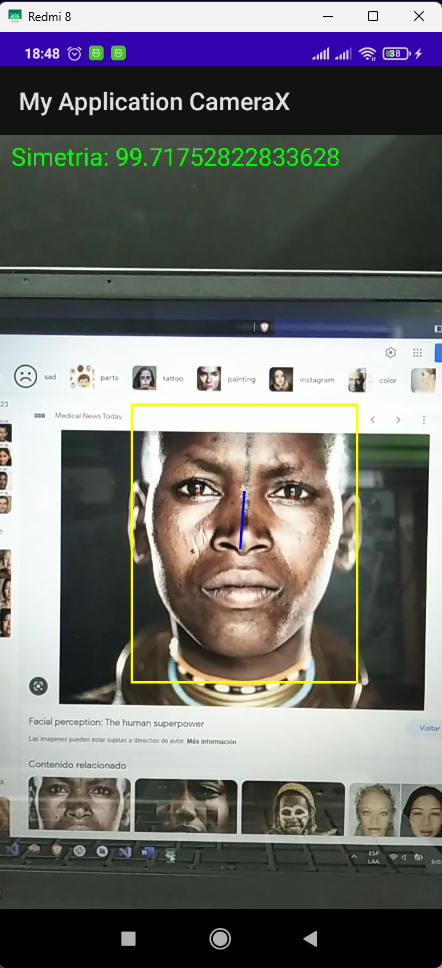 Redmi 8
18:48
38
My Application CameraX
Simetria: 99.71752822833628
sad
parts
tattoo
painting
instagram
color
23
Medical News Today
Facial perception: The human superpower
Visitar
Las imágenes pueden estar sujetas a derechos de autor. Más información
Contenido relacionado
ESP
LAA